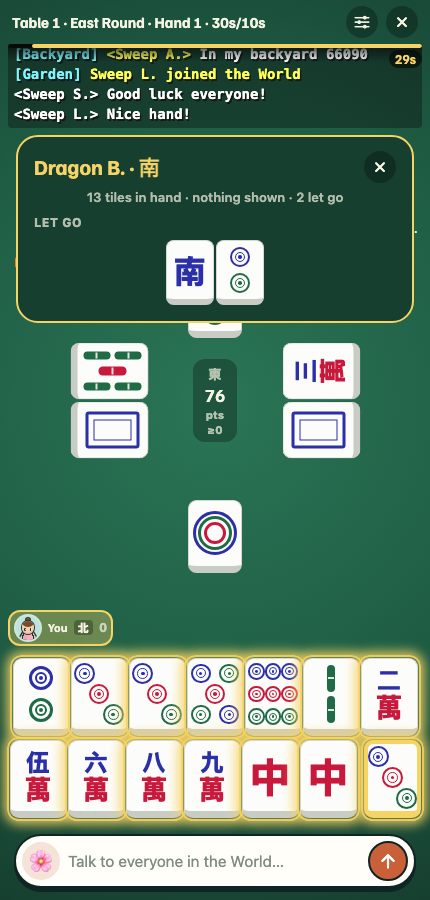 Table 1 · East Round · Hand 1 · 30s/10s
[Backyard] <Sweep A.> In my backyard 66090
29s
[Garden] Sweep L. joined the World
<Sweep S.> Good luck everyone!
<Sweep L.> Nice hand!
Dragon B. · 南
13 tiles in hand · nothing shown · 2 let go
LET GO
南
東
76
pts
≥0
三萬
You 北 0
二萬
伍萬 六萬 八萬 九萬 中 中
Talk to everyone in the World...